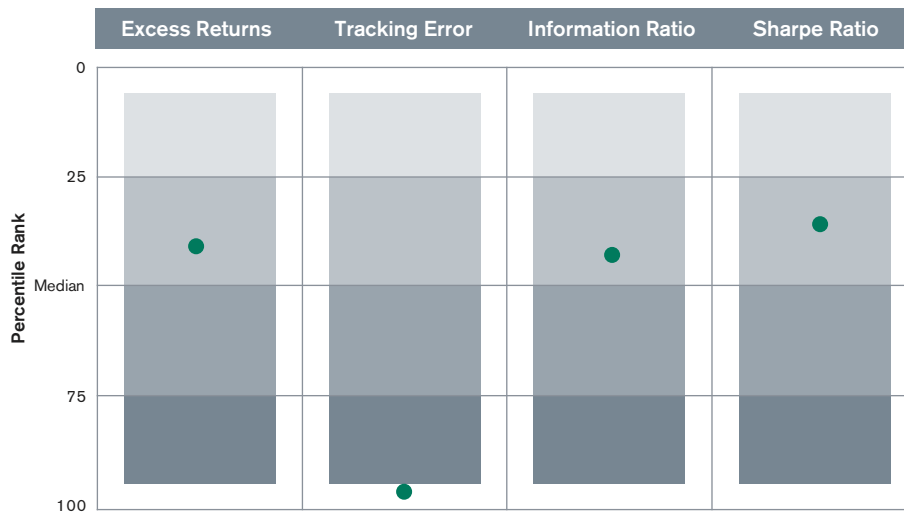 Excess Returns Tracking Error Information Ratio Sharpe Ratio
0
25
Median
75
100
Percentile Rank